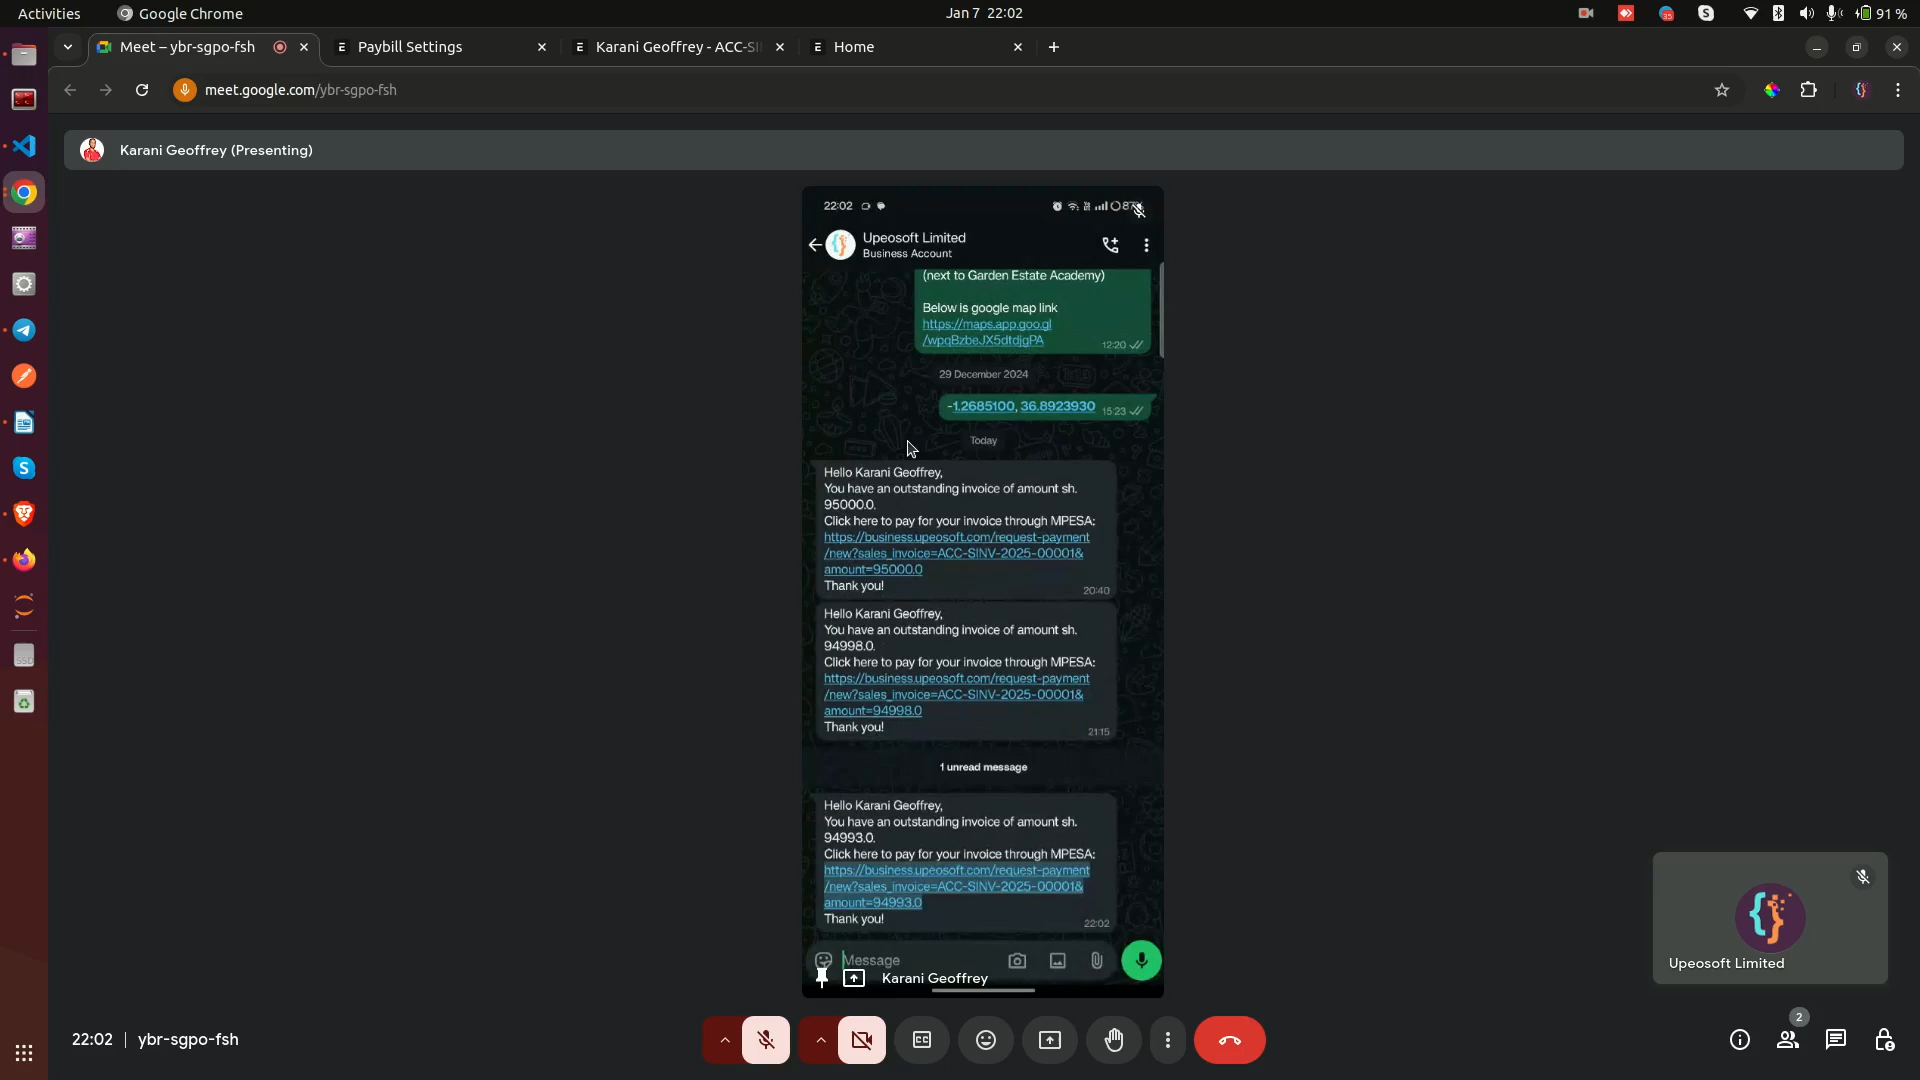 Activities
Google Chrome
Jan 7 22:02
91 %
Meet – ybr-sgpo-fsh
Paybill Settings
Karani Geoffrey - ACC-SI
Home
meet.google.com/ybr-sgpo-fsh
Karani Geoffrey (Presenting)
22:02
Upeosoft Limited
Business Account
(next to Garden Estate Academy)
Below is google map link
https://maps.app.goo.gl
/wpqBzbeJX5dtdjgPA
12:20
29 December 2024
-1.2685100, 36.8923930
15:23
Today
Hello Karani Geoffrey,
You have an outstanding invoice of amount sh.
95000.0.
Click here to pay for your invoice through MPESA:
https://business.upeosoft.com/request-payment
/new?sales_invoice=ACC-SINV-2025-00001&
amount=95000.0
Thank you!
20:40
Hello Karani Geoffrey,
You have an outstanding invoice of amount sh.
94998.0.
Click here to pay for your invoice through MPESA:
https://business.upeosoft.com/request-payment
/new?sales_invoice=ACC-SINV-2025-00001&
amount=94998.0
Thank you!
21:15
1 unread message
Hello Karani Geoffrey,
You have an outstanding invoice of amount sh.
94993.0.
Click here to pay for your invoice through MPESA:
https://business.upeosoft.com/request-payment
/new?sales_invoice=ACC-SINV-2025-00001&
amount=94993.0
Thank you!
22:02
Message
Karani Geoffrey
Upeosoft Limited
22:02
ybr-sgpo-fsh
2